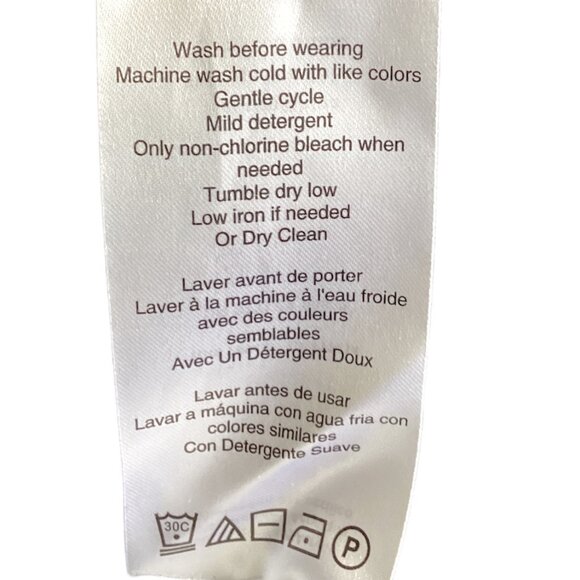 Wash before wearing
Machine wash cold with like colors
Gentle cycle
Mild detergent
Only non-chlorine bleach when
needed
Tumble dry low
Low iron if needed
Or Dry Clean
Laver avant de porter
Laver à la machine à l'eau froide
avec des couleurs
semblables
Avec Un Détergent Doux
Lavar antes de usar
Lavar a máquina con agua fria con
colores similares
Con Detergente Suave
30C P